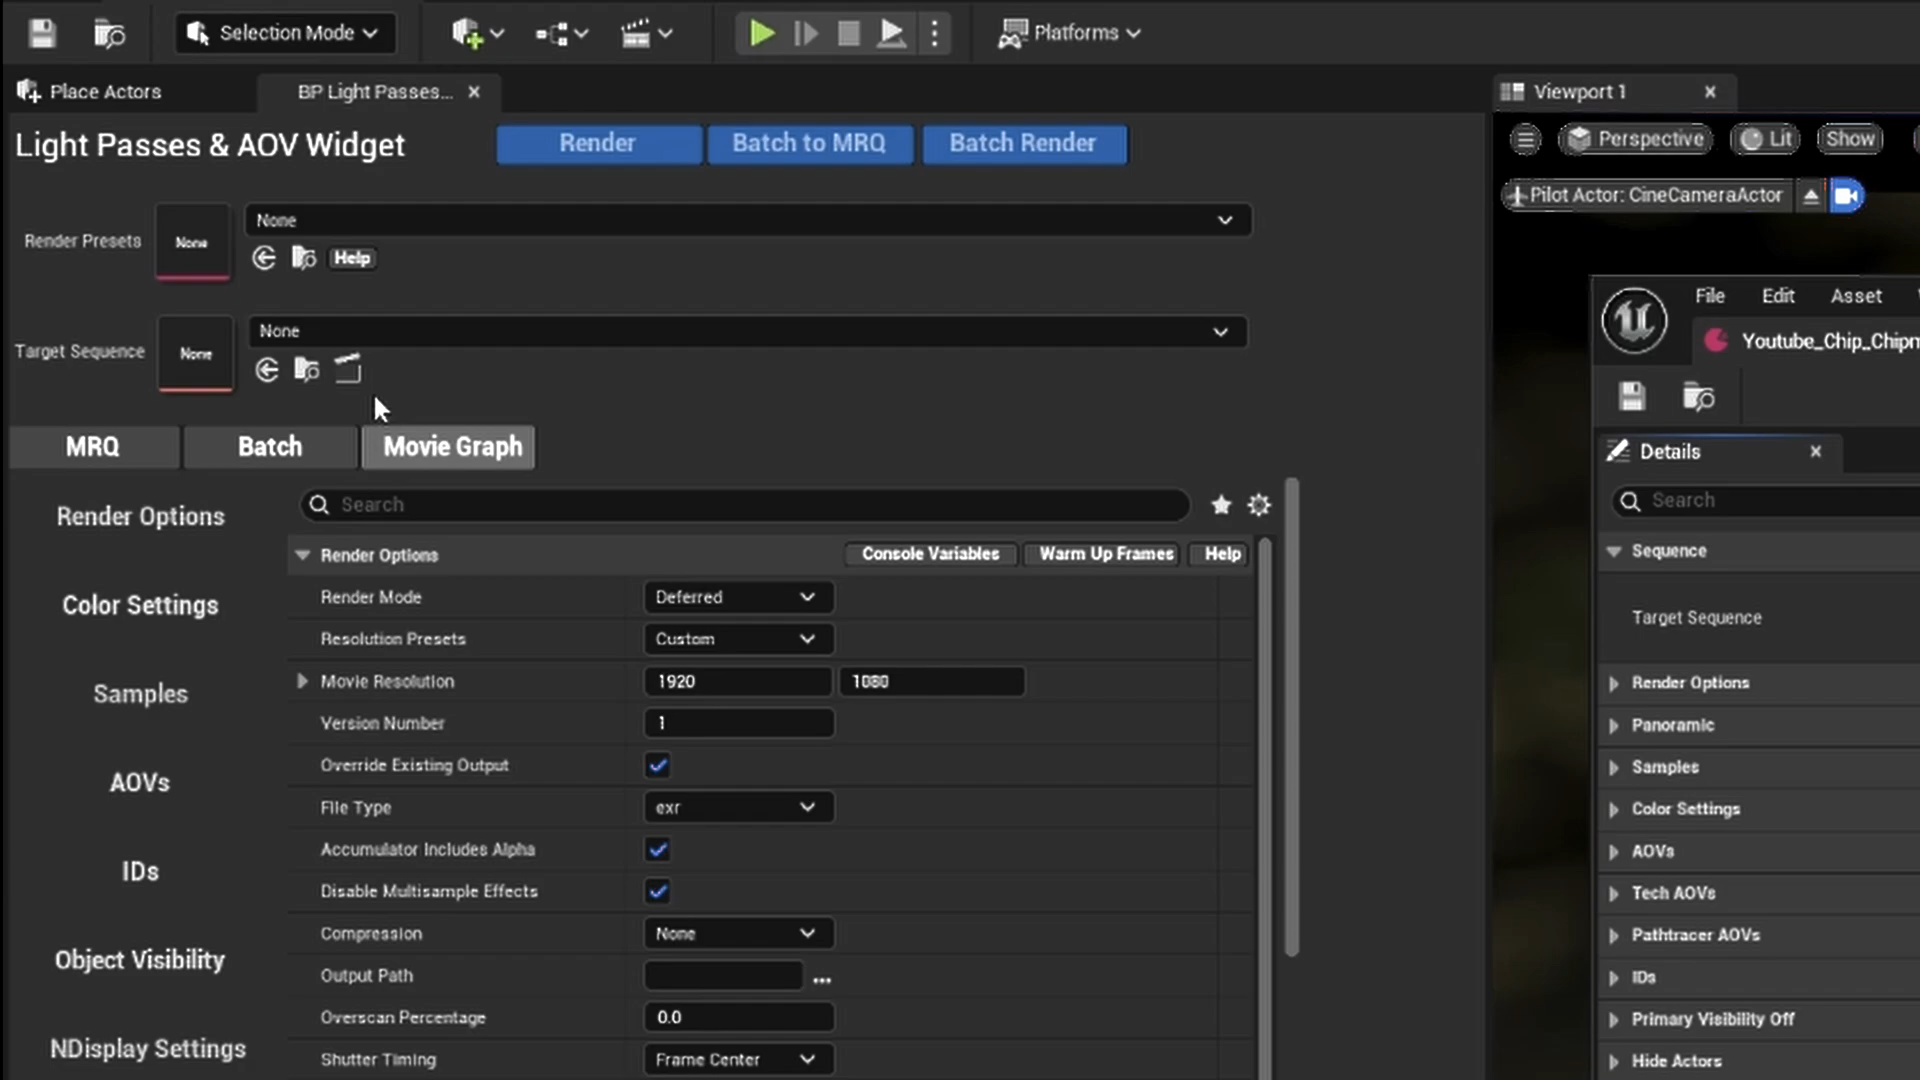 Selection Mode
Platforms
Place Actors
BP Light Passes...
Viewport 1
Light Passes & AOV Widget
Render
Batch to MRQ
Batch Render
Perspective
Lit
Show
Pilot Actor: CineCameraActor
Render Presets
None
None
Help
Target Sequence
None
None
MRQ
Batch
Movie Graph
Render Options
Color Settings
Samples
AOVs
IDs
Object Visibility
NDisplay Settings
Search
Render Options
Console Variables
Warm Up Frames
Help
Render Mode
Deferred
Resolution Presets
Custom
Movie Resolution
1920
1080
Version Number
1
Override Existing Output
File Type
exr
Accumulator Includes Alpha
Disable Multisample Effects
Compression
None
Output Path
...
Overscan Percentage
0.0
Shutter Timing
Frame Center
File
Edit
Asset
Youtube_Chip_Chipm
Details
Search
Sequence
Target Sequence
Render Options
Panoramic
Samples
Color Settings
AOVs
Tech AOVs
Pathtracer AOVs
IDs
Primary Visibility Off
Hide Actors